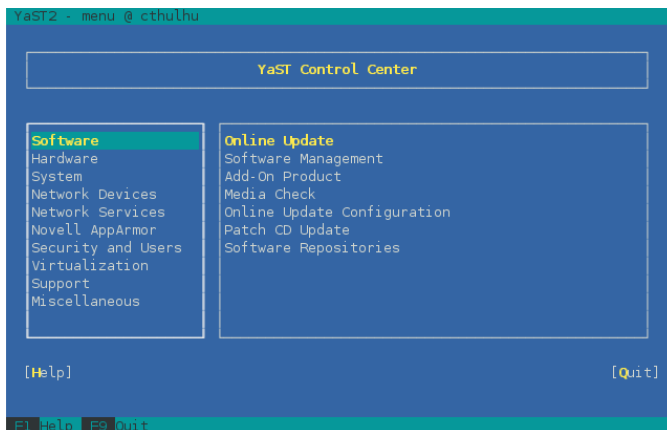 YaST2 - menu @ cthulhu
YaST Control Center
Software
Hardware
System
Network Devices
Network Services
Novell AppArmor
Security and Users
Virtualization
Support
Miscellaneous
Online Update
Software Management
Add-On Product
Media Check
Online Update Configuration
Patch CD Update
Software Repositories
[Help] [Quit]
F1 Help F9 Quit